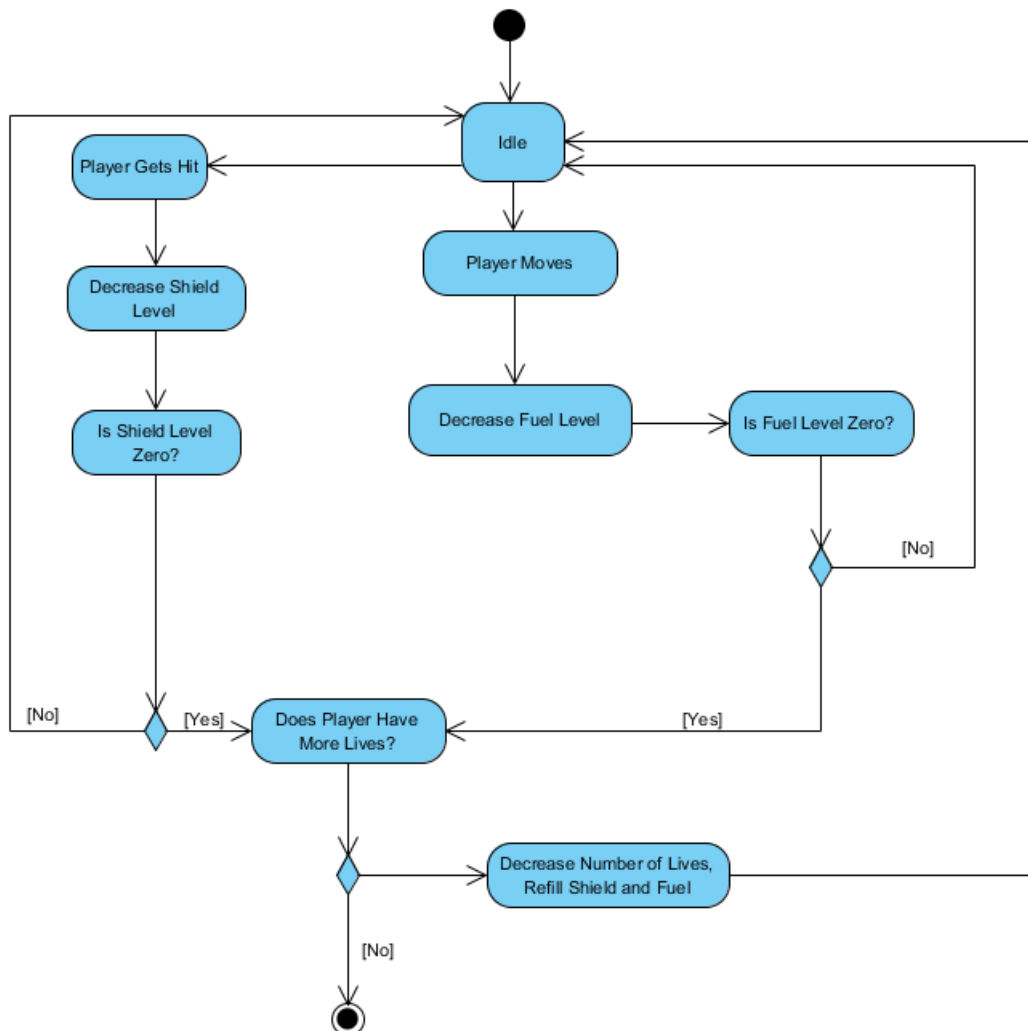 Idle
Player Gets Hit
Player Moves
Decrease Shield
Level
Decrease Fuel Level
Is Fuel Level Zero?
Is Shield Level
Zero?
[No]
[No]
[Yes]
Does Player Have
More Lives?
[Yes]
Decrease Number of Lives,
Refill Shield and Fuel
[No]